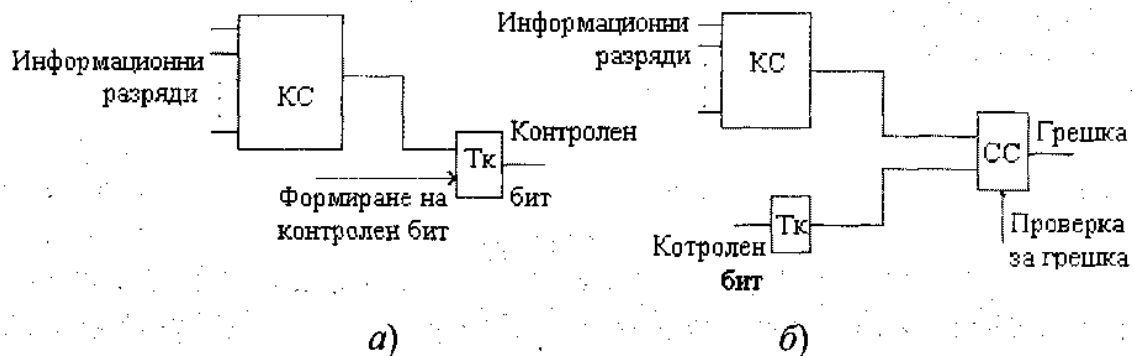 Информационни
разряди
КС
Тк
Контролен
бит
Формиране на
контролен бит
а)
Информационни
разряди
КС
СС
Грешка
Проверка
за грешка
Тк
Котролен
бит
б)